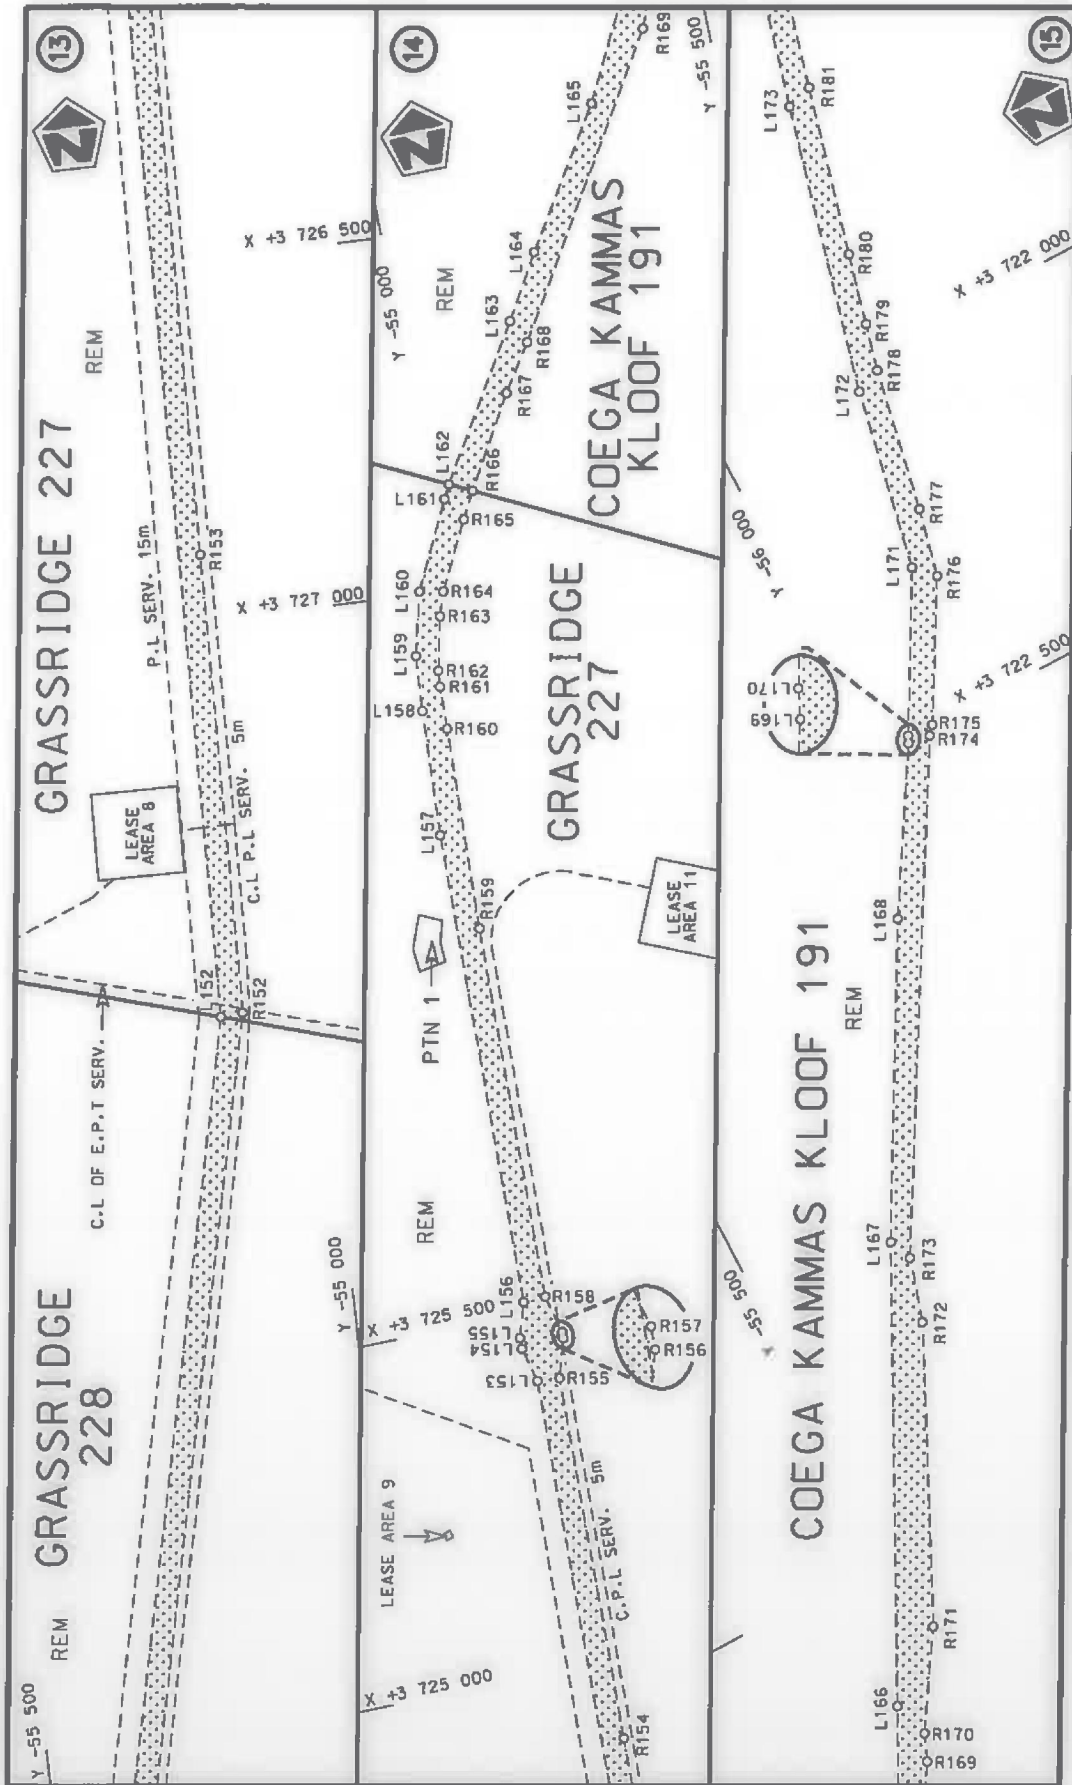 13
Y -55 500
REM
GRASSRIDGE
228
C.L OF E.P.T SERV.
L152
R152
LEASE
AREA 8
C.L P.L SERV. 5m
GRASSRIDGE 227
P.L SERV. 15m
R153
REM
X +3 727 000
X +3 726 500
Y -55 000
14
X +3 725 000
LEASE AREA 9
R154
C.P.L SERV. 5m
X +3 725 500
L153
L154
L155
L156
R155
R156
R157
R158
REM
PTN 1
R159
L157
LEASE
AREA 11
GRASSRIDGE
227
L158
L159
L160
L161
L162
R160
R161
R162
R163
R164
R165
R166
R167
R168
L163
L164
L165
R169
REM
Y -55 000
Y -55 500
COEGA KAMMAS
KLOOF 191
15
R169
R170
R171
R172
R173
L166
L167
L168
Y -55 500
COEGA KAMMAS KLOOF 191
REM
L169
L170
R174
R175
X +3 722 500
Y -56 000
L171
R176
R177
L172
R178
R179
R180
L173
R181
X +3 722 000